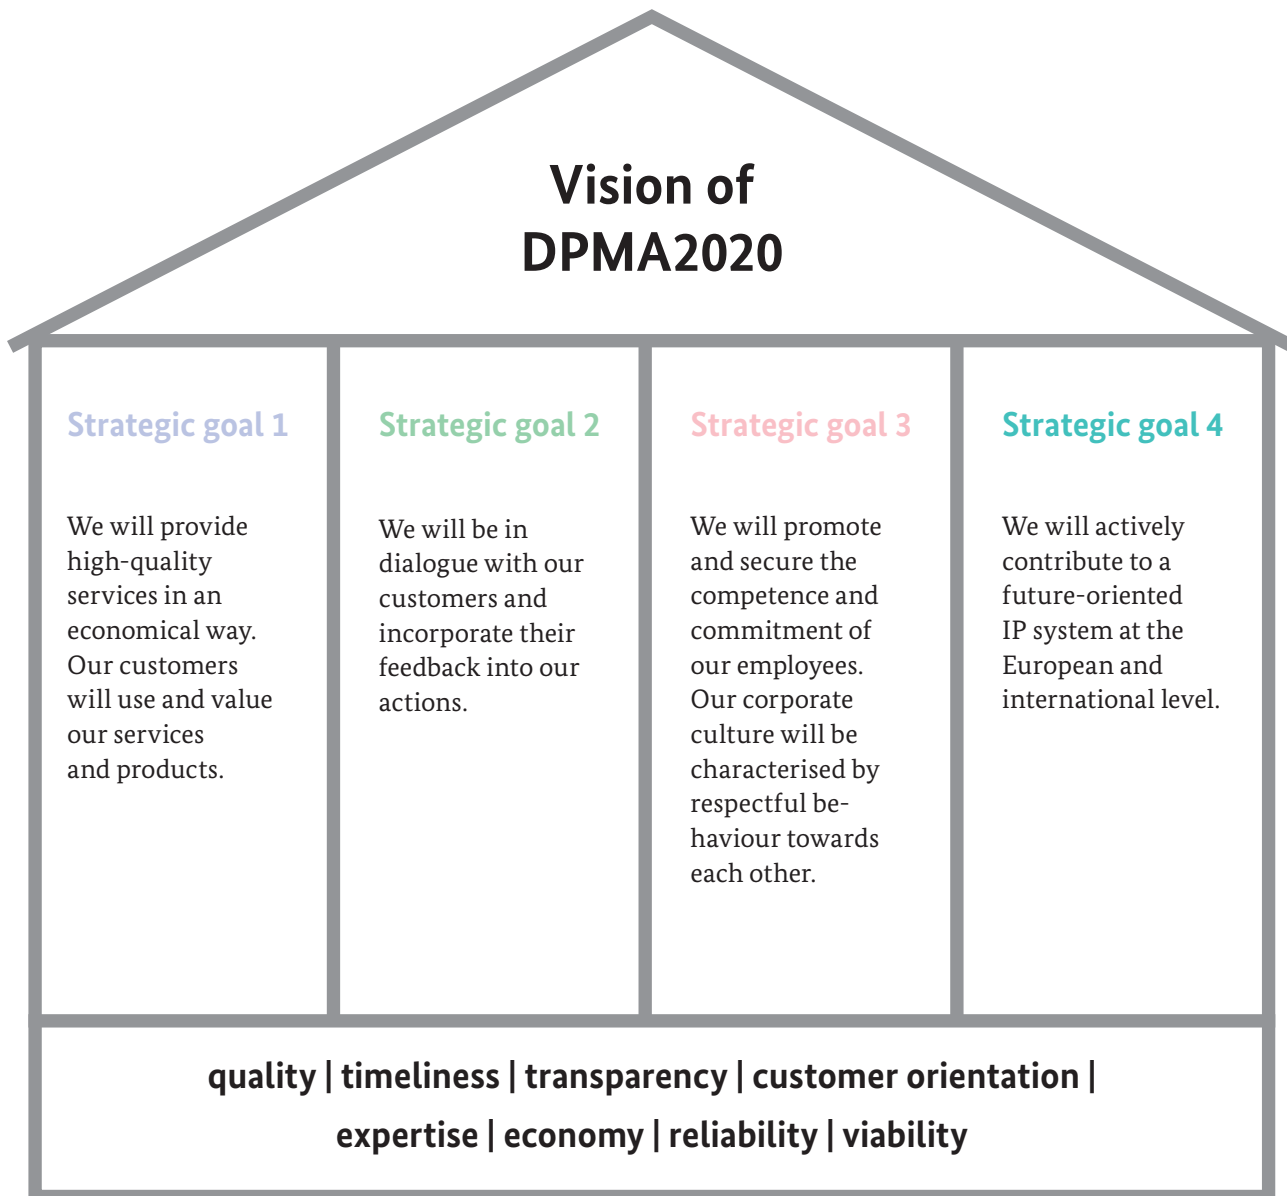 Vision of
DPMA2020
Strategic goal 1
We will provide
high-quality
services in an
economical way.
Our customers
will use and value
our services
and products.
Strategic goal 2
We will be in
dialogue with our
customers and
incorporate their
feedback into our
actions.
Strategic goal 3
We will promote
and secure the
competence and
commitment of
our employees.
Our corporate
culture will be
characterised by
respectful be-
haviour towards
each other.
Strategic goal 4
We will actively
contribute to a
future-oriented
IP system at the
European and
international level.
quality | timeliness | transparency | customer orientation |
expertise | economy | reliability | viability